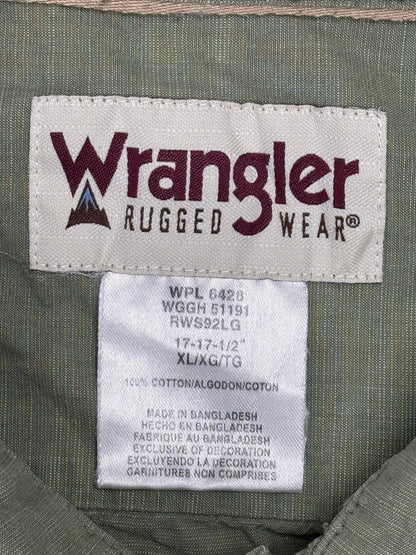 Wrangler
RUGGED WEAR®
WPL 6428
WGGH 51191
RWS92LG
17-17-1/2"
XL/XG/TG
100% COTTON/ALGODON/COTON
MADE IN BANGLADESH
HECHO EN BANGLADESH
FABRIQUE AU BANGLADESH
EXCLUSIVE OF DECORATION
EXCLUYENDO LA DECORATION
GARNITURES NON COMPRISES